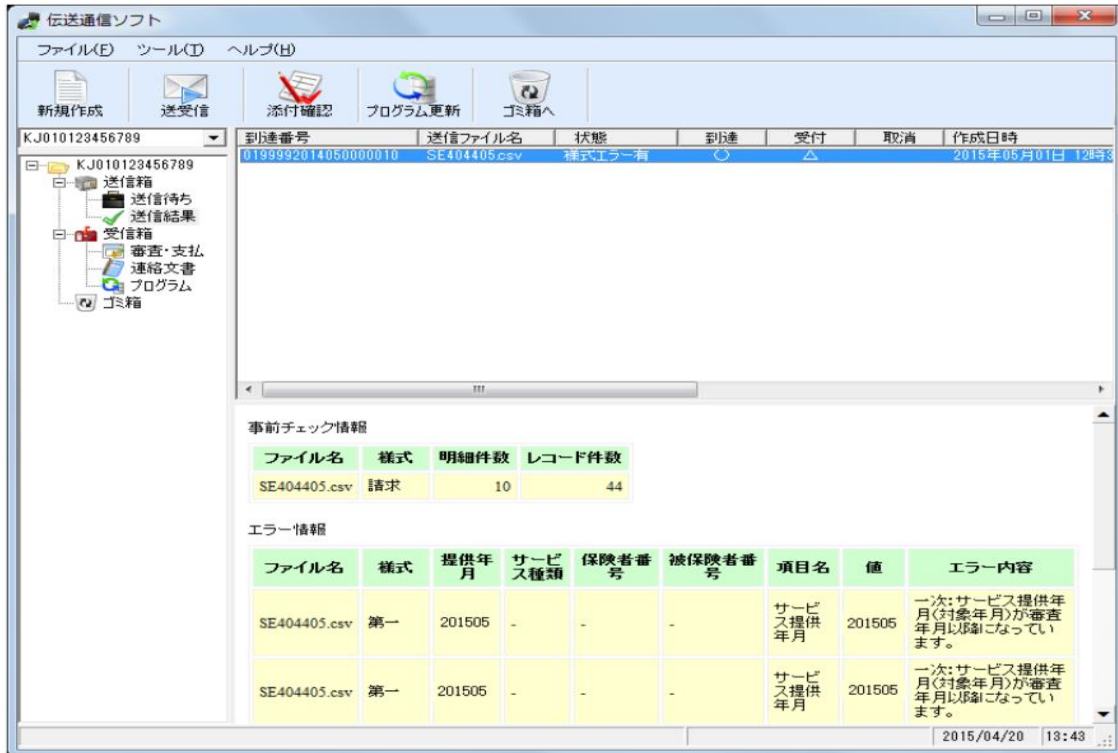 伝送通信ソフト
ファイル(F) ツール(T) ヘルプ(H)
新規作成 送受信 添付確認 プログラム更新 ゴミ箱へ
KJ010123456789
KJ010123456789
送信箱
送信待ち
送信結果
受信箱
審査・支払
連絡文書
プログラム
ゴミ箱
到達番号 送信ファイル名 状態 到達 受付 取消 作成日時
0199992014050000010 SE404405.csv 様式エラー有 ○ △ 2015年05月01日 12時3
事前チェック情報
ファイル名 様式 明細件数 レコード件数
SE404405.csv 請求 10 44
エラー情報
ファイル名 様式 提供年月 サービス種類 保険者番号 被保険者番号 項目名 値 エラー内容
SE404405.csv 第一 201505 - - - サービス提供年月 201505 一次:サービス提供年月(対象年月)が審査年月以降になっています。
SE404405.csv 第一 201505 - - - サービス提供年月 201505 一次:サービス提供年月(対象年月)が審査年月以降になっています。
2015/04/20 13:43